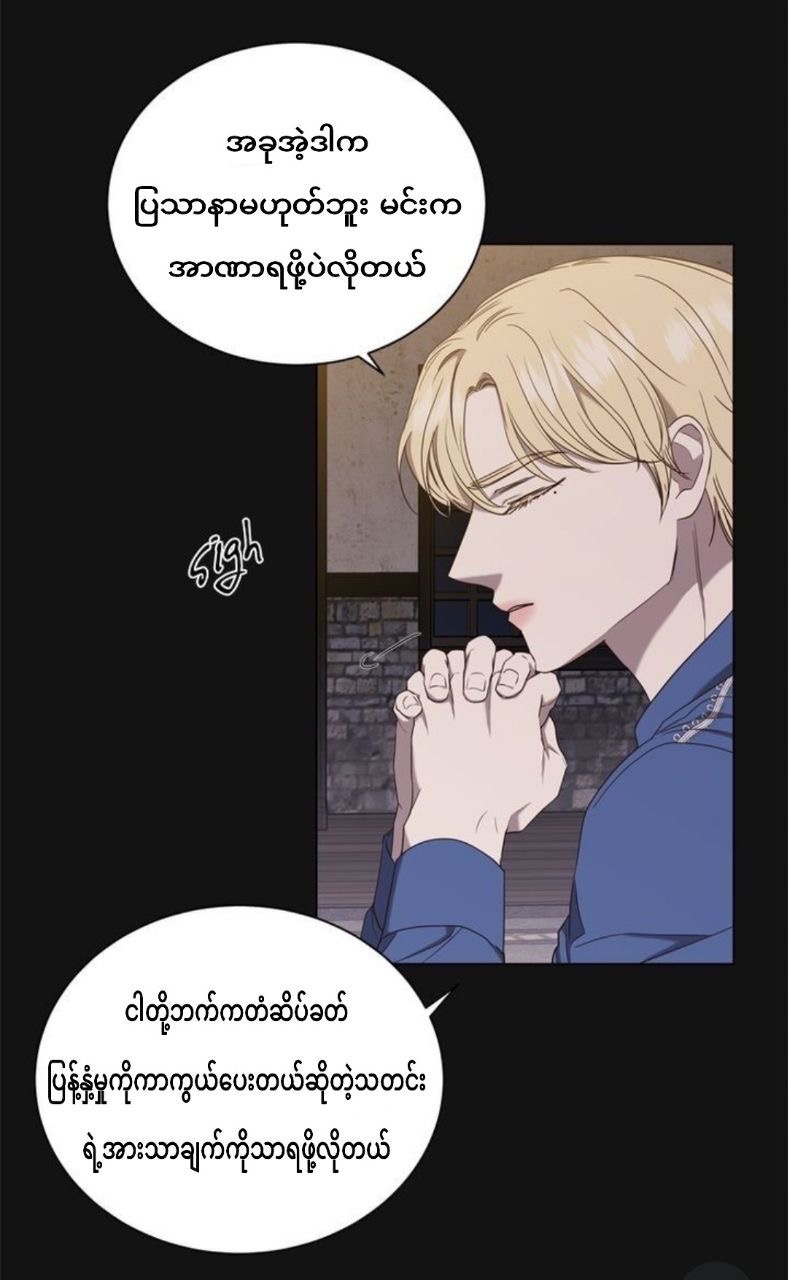 အခုအဲ့ဒါက
ပြသာနာမဟုတ်ဘူး မင်းက
အာဏာရဖို့ပဲလိုတယ်
sigh
ငါတို့ဘက်ကတံဆိပ်ခတ်
ပြန့်နှံ့မှုကိုကာကွယ်ပေးတယ်ဆိုတဲ့သတင်း
ရဲ့အားသာချက်ကိုသာရဖို့လိုတယ်